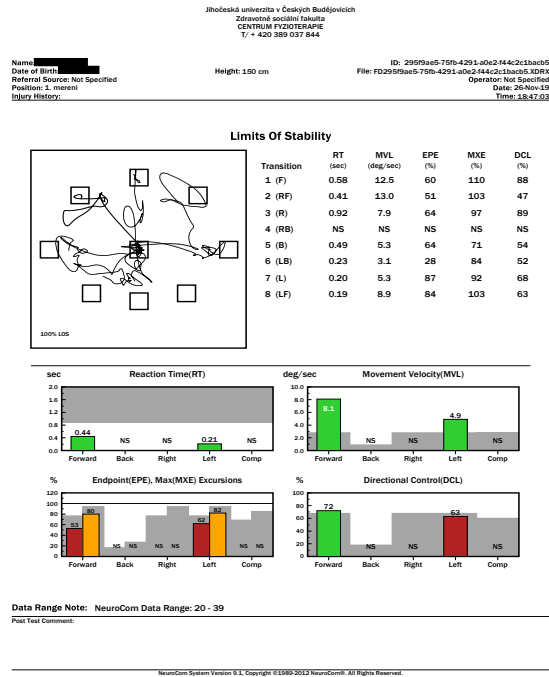 Jihočeská univerzita v Českých Budějovicích
Zdravotně sociální fakulta
CENTRUM FYZIOTERAPIE
T/ + 420 389 037 844
Name:
ID: 295f9ae5-75fb-4291-a0e2-f44c2c1bacb5
Date of Birth:
Height: 150 cm
File: FD295f9ae5-75fb-4291-a0e2-f44c2c1bacb5.XDRX
Referral Source: Not Specified
Operator: Not Specified
Position: 1. mereni
Date: 26-Nov-19
Injury History:
Time: 18:47:03
Limits Of Stability
Transition RT (sec) MVL (deg/sec) EPE (%) MXE (%) DCL (%)
1 (F) 0.58 12.5 60 110 88
2 (RF) 0.41 13.0 51 103 47
3 (R) 0.92 7.9 64 97 89
4 (RB) NS NS NS NS NS
5 (B) 0.49 5.3 64 71 54
6 (LB) 0.23 3.1 28 84 52
7 (L) 0.20 5.3 87 92 68
8 (LF) 0.19 8.9 84 103 63
100% LOS
sec Reaction Time(RT)
2.0
1.6
1.2
0.8
0.4
0.0
0.44 NS NS 0.21 NS
Forward Back Right Left Comp
deg/sec Movement Velocity(MVL)
10.0
8.0
6.0
4.0
2.0
0.0
8.1 NS NS 4.9 NS
Forward Back Right Left Comp
% Endpoint(EPE), Max(MXE) Excursions
120
100
80
60
40
20
0
53 80 NS NS NS NS 62 82 NS NS
Forward Back Right Left Comp
% Directional Control(DCL)
100
80
60
40
20
0
72 NS NS 63 NS
Forward Back Right Left Comp
Data Range Note: NeuroCom Data Range: 20 - 39
Post Test Comment:
NeuroCom System Version 9.1, Copyright ©1989-2012 NeuroCom®. All Rights Reserved.